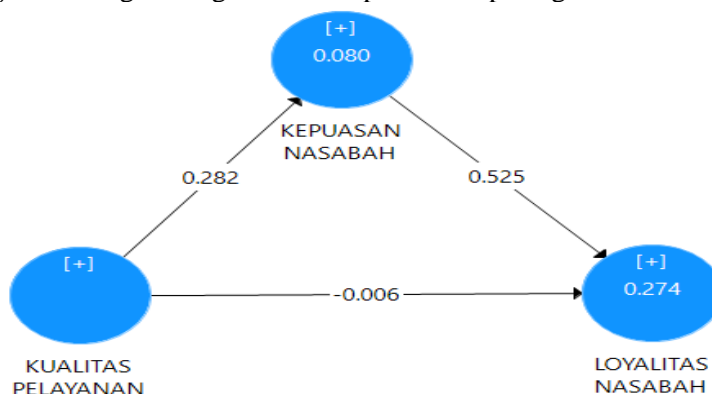 [+]
0.080
KEPUASAN
NASABAH
0.282
0.525
[+]
-0.006
[+]
0.274
KUALITAS
PELAYANAN
LOYALITAS
NASABAH